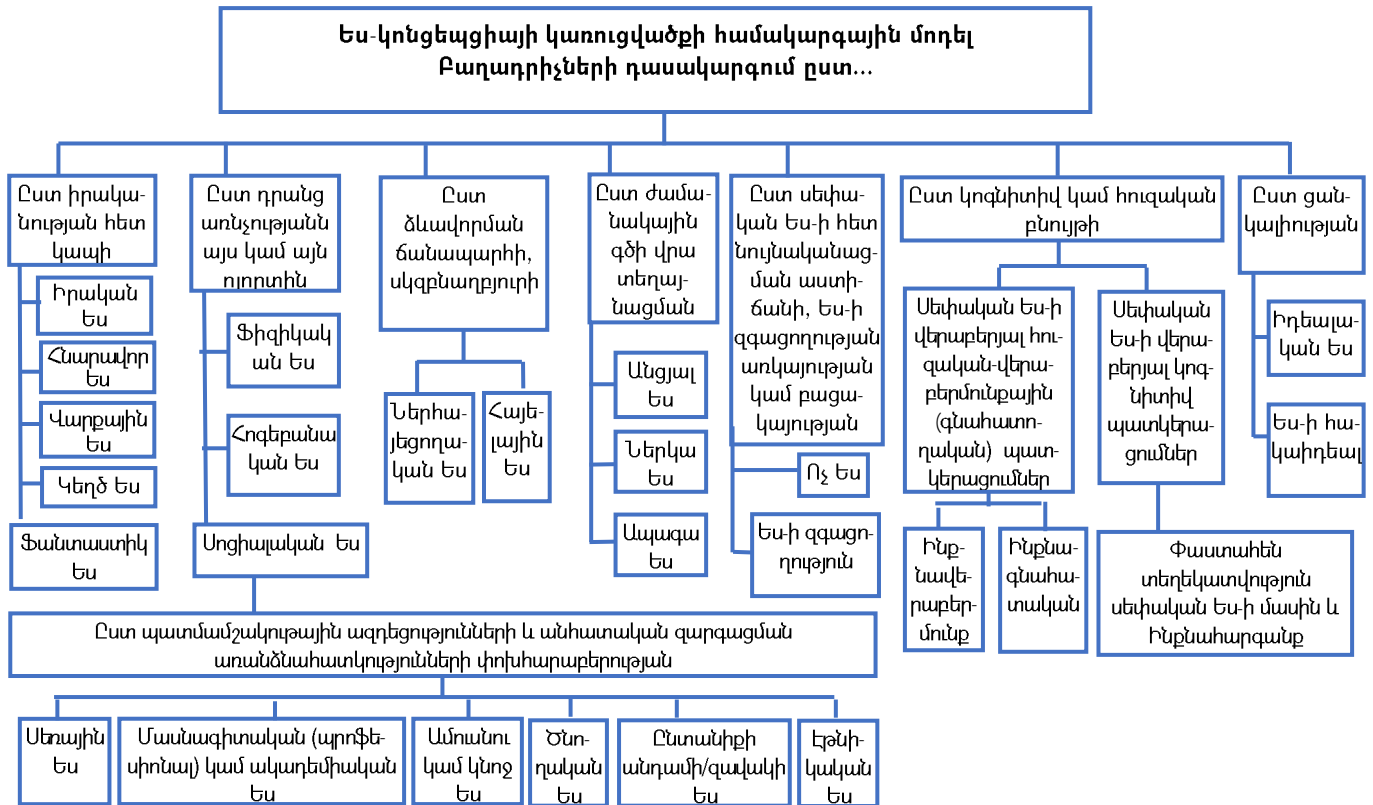 Ես-կոնցեպցիայի կառուցվածքի համակարգային մոդել
Բաղադրիչների դասակարգում ըստ...
Ըստ իրակա-
նության հետ
կապի
Իրական
Ես
Հնարավոր
Ես
Վարքային
Ես
Կեղծ Ես
Ֆանտաստիկ
Ես
Ըստ դրանց
առնչությանն
այս կամ այն
ոլորտին
Ֆիզիկակ
ան Ես
Հոգեբանա
կան Ես
Սոցիալական Ես
Ըստ
ձևավորման
ճանապարհի,
սկզբնաղբյուրի
Ներհա-
յեցողա-
կան Ես
Հայե-
լային
Ես
Ըստ ժամա-
նակային
գծի վրա
տեղայ-
նացման
Անցյալ
Ես
Ներկա
Ես
Ապագա
Ես
Ըստ սեփա-
կան Ես-ի հետ
նույնականաց-
ման աստի-
ճանի, Ես-ի
զգացողության
առկայության
կամ բացա-
կայության
Ոչ Ես
Ես-ի զգացո-
ղություն
Ըստ կոգնիտիվ կամ հուզական
բնույթի
Սեփական Ես-ի
վերաբերյալ հու-
զական-վերա-
բերմունքային
(գնահատո-
ղական) պատ-
կերացումներ
Ինք-
նավե-
րաբեր-
մունք
Ինքնա-
գնահա-
տական
Սեփական
Ես-ի վերա-
բերյալ կոգ-
նիտիվ
պատկերա-
ցումներ
Փաստահեն
տեղեկատվություն
սեփական Ես-ի մասին և
Ինքնահարգանք
Ըստ ցան-
կալիության
Իդեալա-
կան Ես
Ես-ի հա-
կաիդեալ
Ըստ պատմամշակութային ազդեցությունների և անհատական զարգացման
առանձնահատկությունների փոխհարաբերության
Սեռային
Ես
Մասնագիտական (պրոֆե-
սիոնալ) կամ ակադեմիական
Ես
Ամուսնու
կամ կնոջ
Ես
Ծնո-
ղական
Ես
Ընտանիքի
անդամի/զավակի
Ես
Էթնի-
կական
Ես